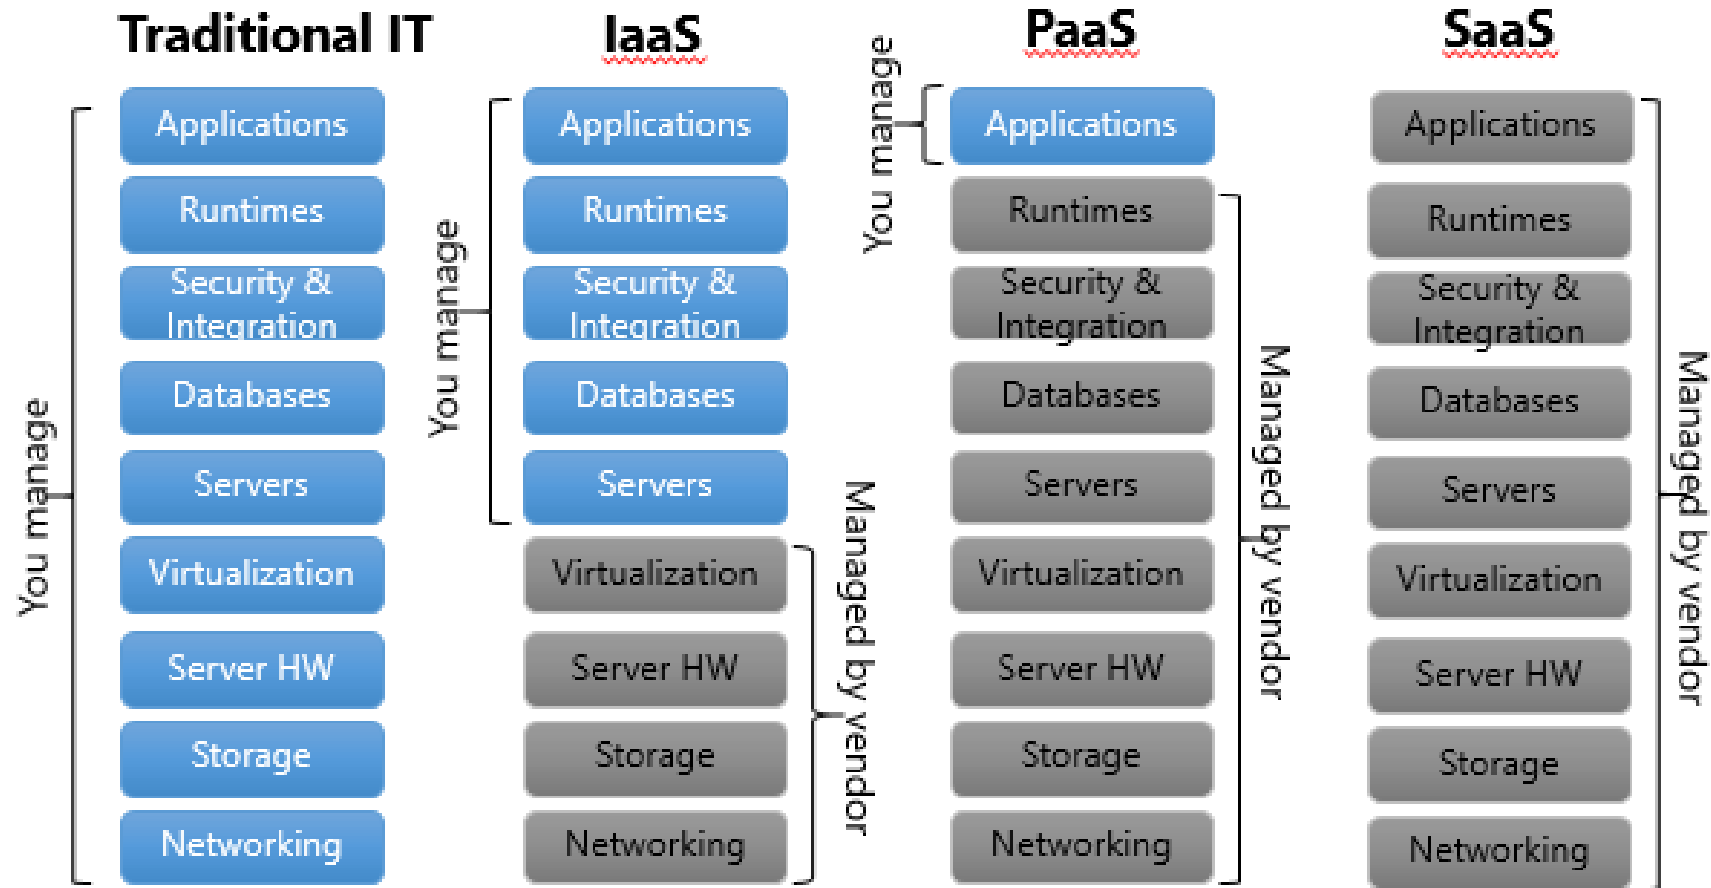 Traditional IT
You manage
Applications
Runtimes
Security &
Integration
Databases
Servers
Virtualization
Server HW
Storage
Networking
IaaS
You manage
Applications
Runtimes
Security &
Integration
Databases
Servers
Virtualization
Server HW
Storage
Networking
Managed by vendor
PaaS
You manage
Applications
Runtimes
Security &
Integration
Databases
Servers
Virtualization
Server HW
Storage
Networking
Managed by vendor
SaaS
Applications
Runtimes
Security &
Integration
Databases
Servers
Virtualization
Server HW
Storage
Networking
Managed by vendor